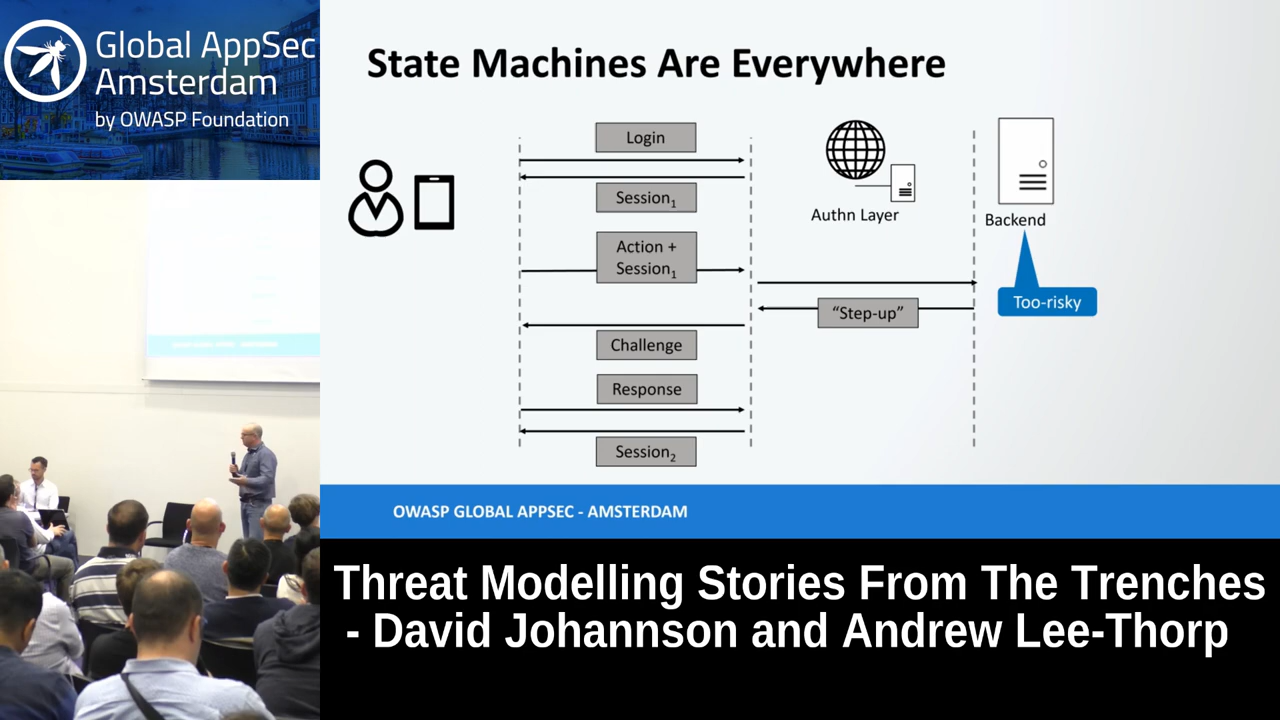 Global AppSec
Amsterdam
by OWASP Foundation
State Machines Are Everywhere
Login
Session1
Action +
Session1
Authn Layer
Backend
Too-risky
"Step-up"
Challenge
Response
Session2
OWASP GLOBAL APPSEC - AMSTERDAM
Threat Modelling Stories From The Trenches
- David Johannson and Andrew Lee-Thorp